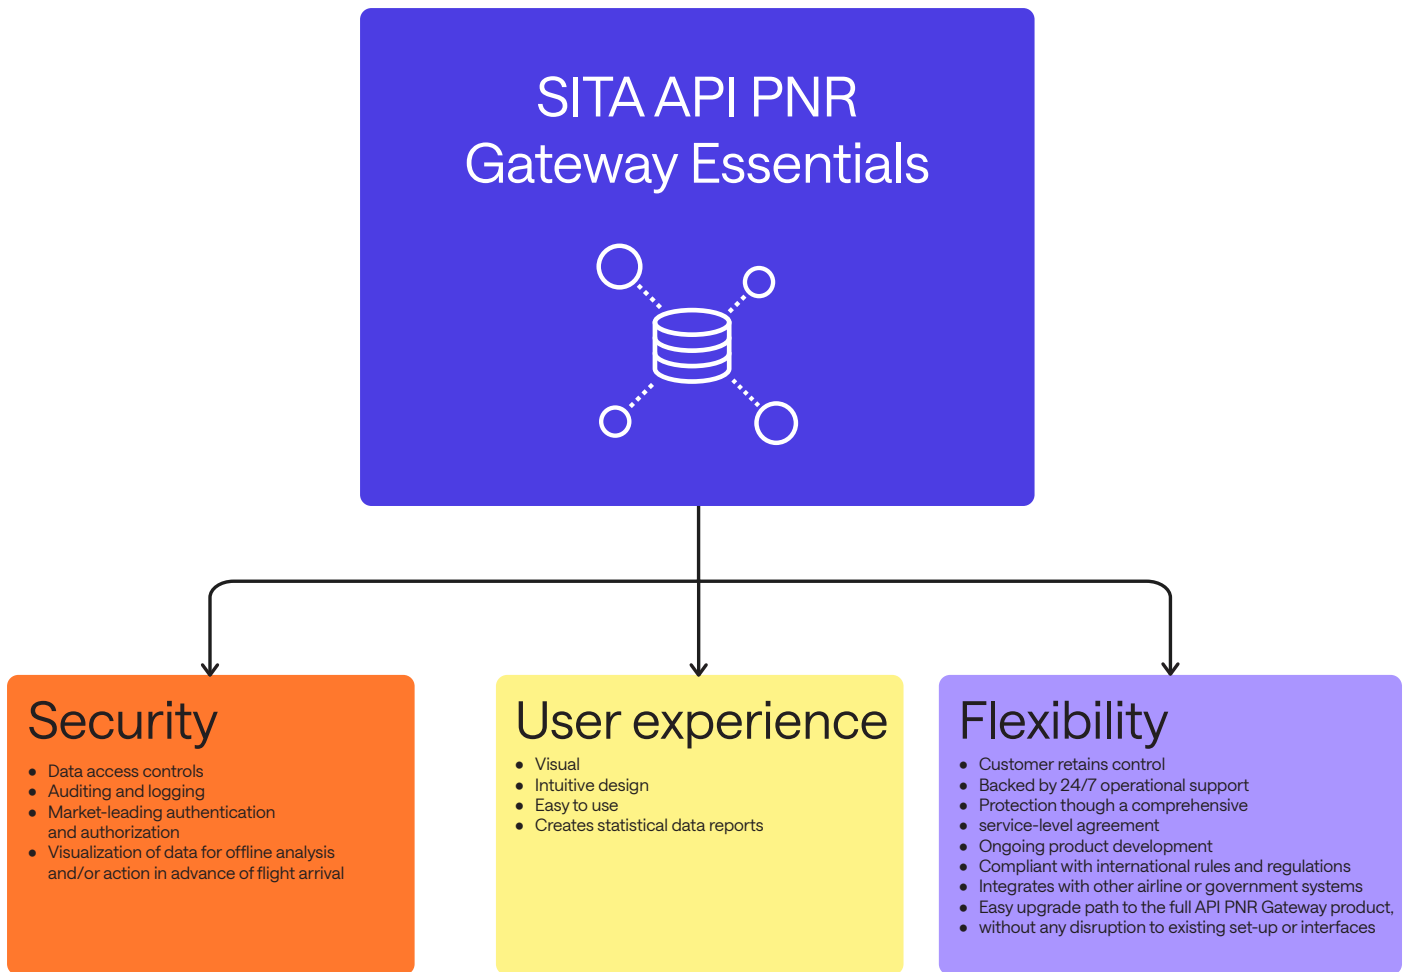 SITA API PNR
Gateway Essentials
Security
• Data access controls
• Auditing and logging
• Market-leading authentication
and authorization
• Visualization of data for offline analysis
and/or action in advance of flight arrival
User experience
• Visual
• Intuitive design
• Easy to use
• Creates statistical data reports
Flexibility
• Customer retains control
• Backed by 24/7 operational support
• Protection though a comprehensive
• service-level agreement
• Ongoing product development
• Compliant with international rules and regulations
• Integrates with other airline or government systems
• Easy upgrade path to the full API PNR Gateway product,
• without any disruption to existing set-up or interfaces